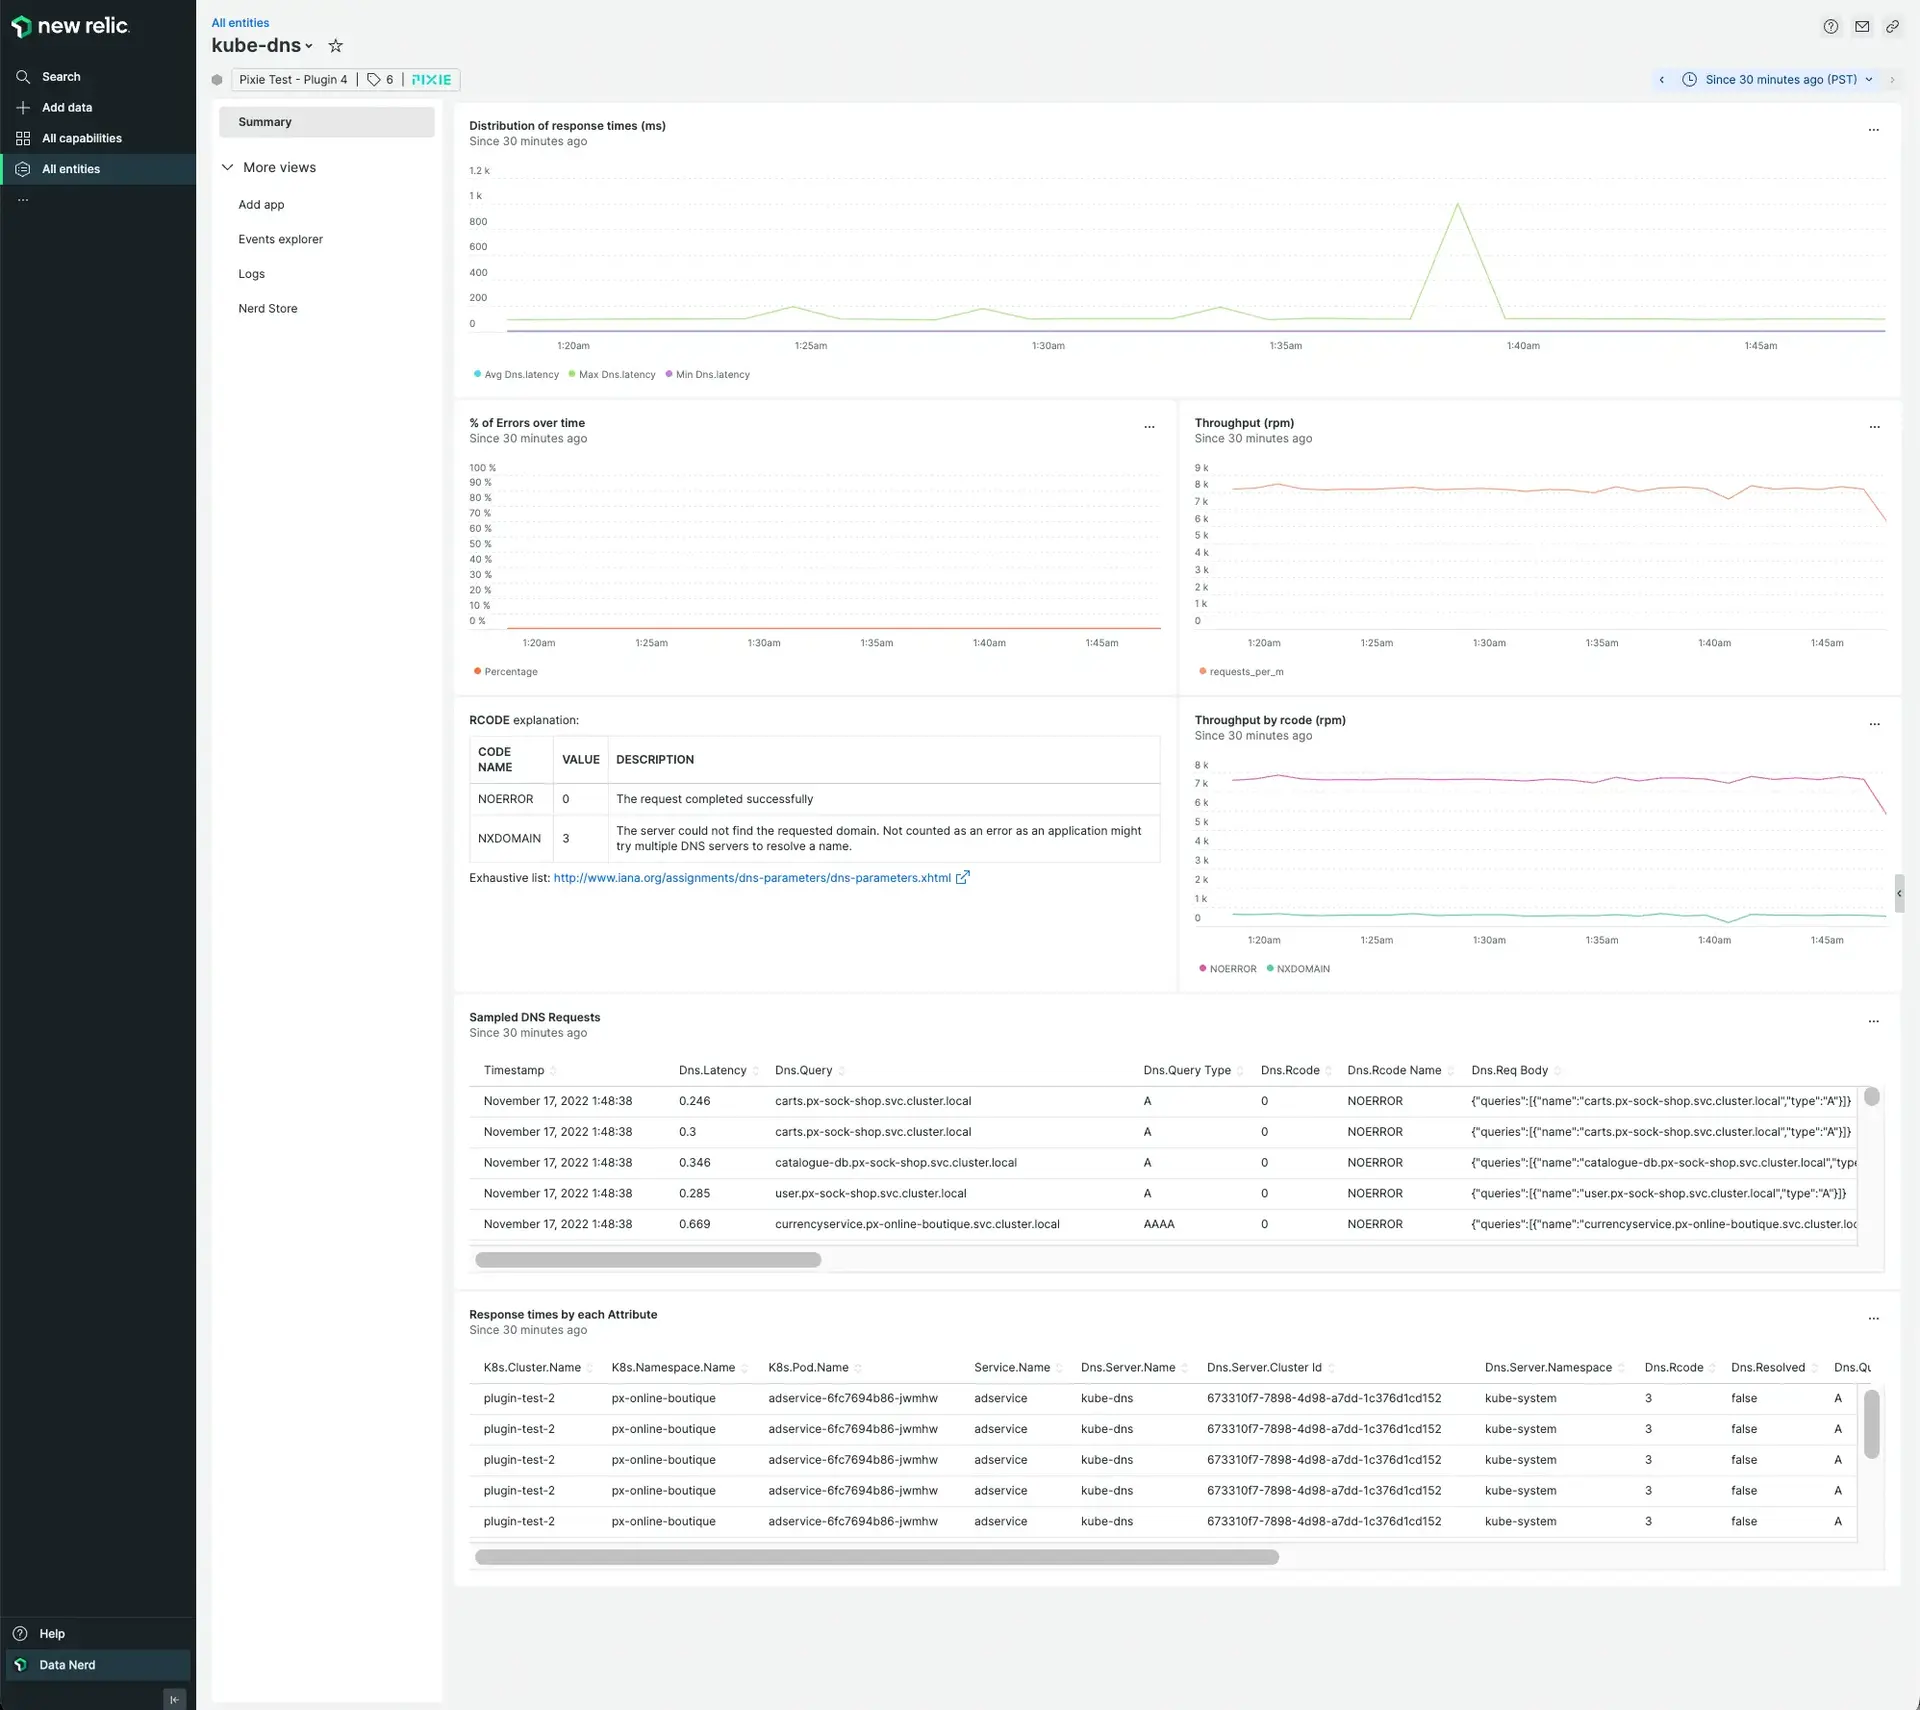 new relic.
Search
Add data
All capabilities
All entities
...
Help
Data Nerd
All entities
kube-dns
Pixie Test - Plugin 4 | 6 | PIXIE
Since 30 minutes ago (PST)
Summary
More views
Add app
Events explorer
Logs
Nerd Store
Distribution of response times (ms)
Since 30 minutes ago
...
1.2 k
1 k
800
600
400
200
0
1:20am 1:25am 1:30am 1:35am 1:40am 1:45am
Avg Dns.latency Max Dns.latency Min Dns.latency
% of Errors over time
Since 30 minutes ago
...
100 %
90 %
80 %
70 %
60 %
50 %
40 %
30 %
20 %
10 %
0 %
1:20am 1:25am 1:30am 1:35am 1:40am 1:45am
Percentage
Throughput (rpm)
Since 30 minutes ago
...
9 k
8 k
7 k
6 k
5 k
4 k
3 k
2 k
1 k
0
1:20am 1:25am 1:30am 1:35am 1:40am 1:45am
requests_per_m
RCODE explanation:
CODE NAME VALUE DESCRIPTION
NOERROR 0 The request completed successfully
NXDOMAIN 3 The server could not find the requested domain. Not counted as an error as an application might
try multiple DNS servers to resolve a name.
Exhaustive list: http://www.iana.org/assignments/dns-parameters/dns-parameters.xhtml
Throughput by rcode (rpm)
Since 30 minutes ago
...
8 k
7 k
6 k
5 k
4 k
3 k
2 k
1 k
0
1:20am 1:25am 1:30am 1:35am 1:40am 1:45am
NOERROR NXDOMAIN
Sampled DNS Requests
Since 30 minutes ago
...
Timestamp Dns.Latency Dns.Query Dns.Query Type Dns.Rcode Dns.Rcode Name Dns.Req Body
November 17, 2022 1:48:38 0.246 carts.px-sock-shop.svc.cluster.local A 0 NOERROR {"queries":[{"name":"carts.px-sock-shop.svc.cluster.local","type":"A"}]}
November 17, 2022 1:48:38 0.3 carts.px-sock-shop.svc.cluster.local A 0 NOERROR {"queries":[{"name":"carts.px-sock-shop.svc.cluster.local","type":"A"}]}
November 17, 2022 1:48:38 0.346 catalogue-db.px-sock-shop.svc.cluster.local A 0 NOERROR {"queries":[{"name":"catalogue-db.px-sock-shop.svc.cluster.local","type
November 17, 2022 1:48:38 0.285 user.px-sock-shop.svc.cluster.local A 0 NOERROR {"queries":[{"name":"user.px-sock-shop.svc.cluster.local","type":"A"}]}
November 17, 2022 1:48:38 0.669 currencyservice.px-online-boutique.svc.cluster.local AAAA 0 NOERROR {"queries":[{"name":"currencyservice.px-online-boutique.svc.cluster.loc
Response times by each Attribute
Since 30 minutes ago
...
K8s.Cluster.Name K8s.Namespace.Name K8s.Pod.Name Service.Name Dns.Server.Name Dns.Server.Cluster Id Dns.Server.Namespace Dns.Rcode Dns.Resolved Dns.Qu
plugin-test-2 px-online-boutique adservice-6fc7694b86-jwmhw adservice kube-dns 673310f7-7898-4d98-a7dd-1c376d1cd152 kube-system 3 false A
plugin-test-2 px-online-boutique adservice-6fc7694b86-jwmhw adservice kube-dns 673310f7-7898-4d98-a7dd-1c376d1cd152 kube-system 3 false A
plugin-test-2 px-online-boutique adservice-6fc7694b86-jwmhw adservice kube-dns 673310f7-7898-4d98-a7dd-1c376d1cd152 kube-system 3 false A
plugin-test-2 px-online-boutique adservice-6fc7694b86-jwmhw adservice kube-dns 673310f7-7898-4d98-a7dd-1c376d1cd152 kube-system 3 false A
plugin-test-2 px-online-boutique adservice-6fc7694b86-jwmhw adservice kube-dns 673310f7-7898-4d98-a7dd-1c376d1cd152 kube-system 3 false A